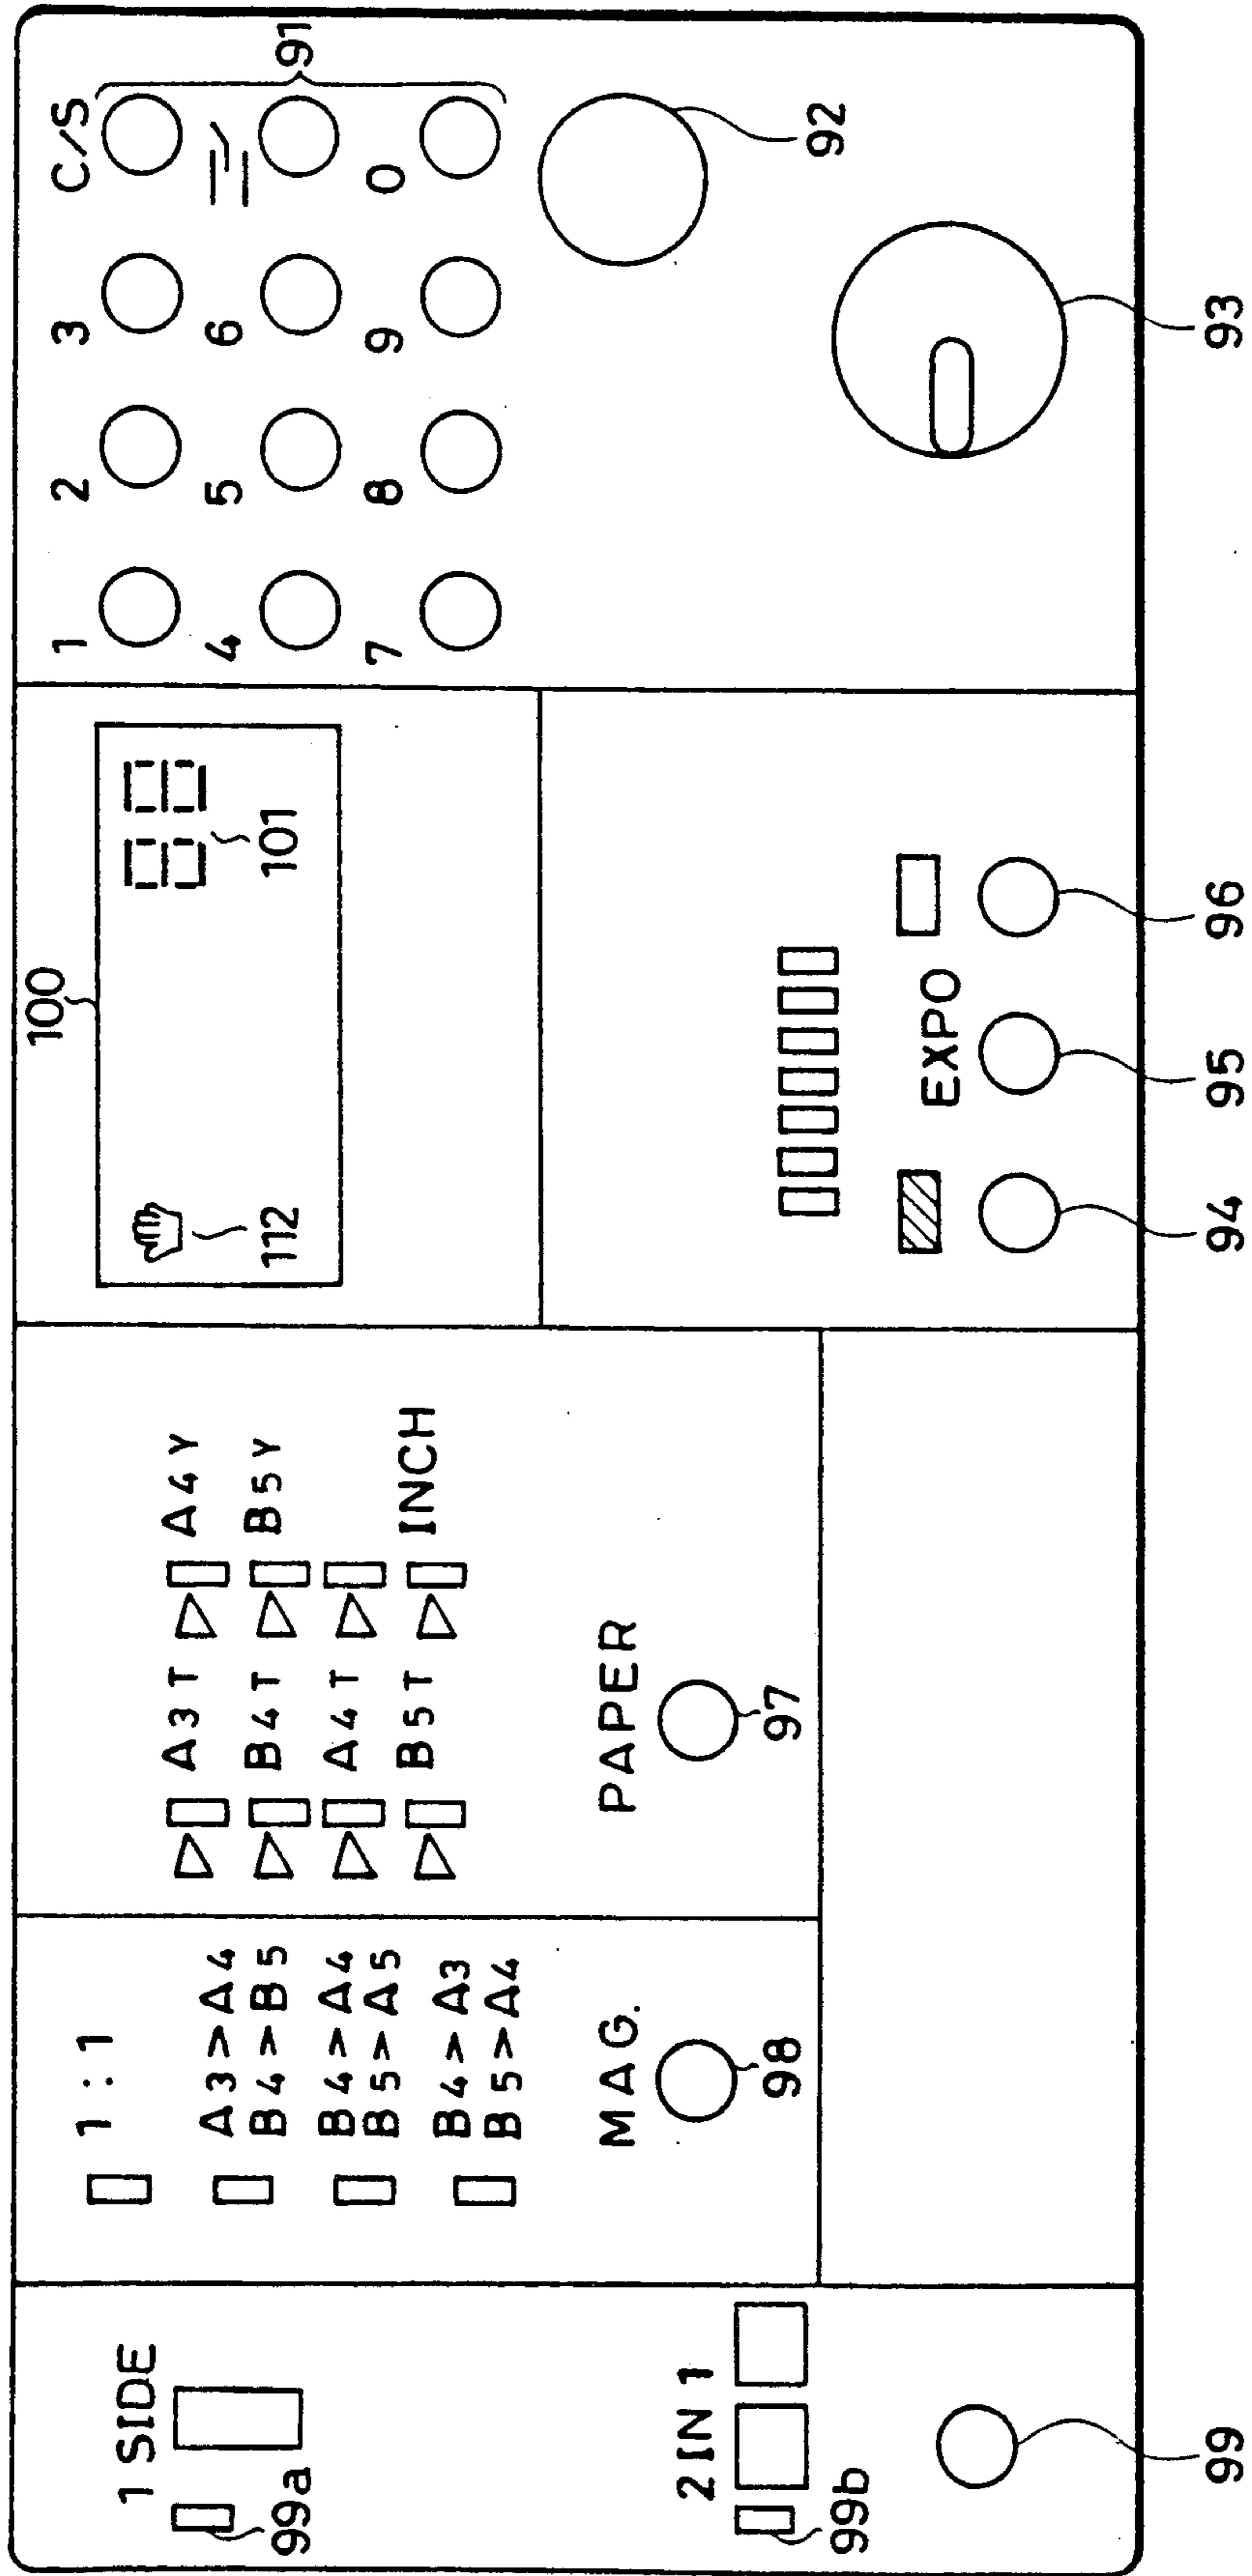 1 SIDE
99a
2 IN 1
99b
99
1 : 1
A3>A4
B4>B5
B4>A4
B5>A5
B4>A3
B5>A4
MAG.
98
A3T A4Y
B4T B5Y
A4T
B5T INCH
PAPER
97
100
112
101
EXPO
94
95
96
1 2 3 C/S
4 5 6
7 8 9 0
91
92
93